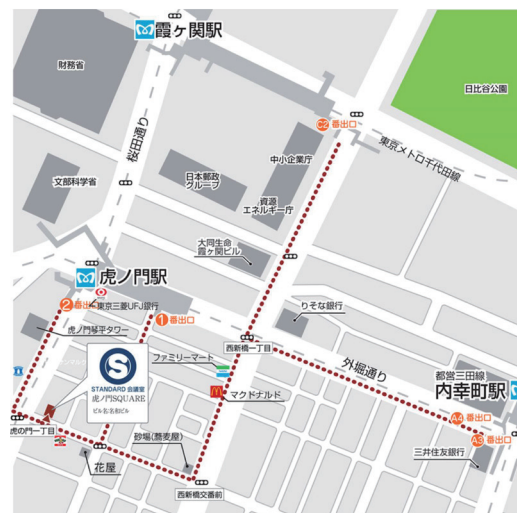 霞ヶ関駅
財務省
日比谷公園
C2 番出口
桜田通り
中小企業庁
東京メトロ千代田線
日本郵政
グループ
資源
エネルギー庁
文部科学省
大同生命
霞ヶ関ビル
虎ノ門駅
2 番出口
東京三菱UFJ銀行
1 番出口
りそな銀行
虎ノ門琴平タワー
西新橋一丁目
外堀通り
ファミリーマート
都営三田線
内幸町駅
S
STANDARD 会議室
虎ノ門SQUARE
ビル名:名和ビル
マクドナルド
A4 番出口
A3 番出口
虎の門一丁目
砂場(蕎麦屋)
三井住友銀行
花屋
西新橋交番前